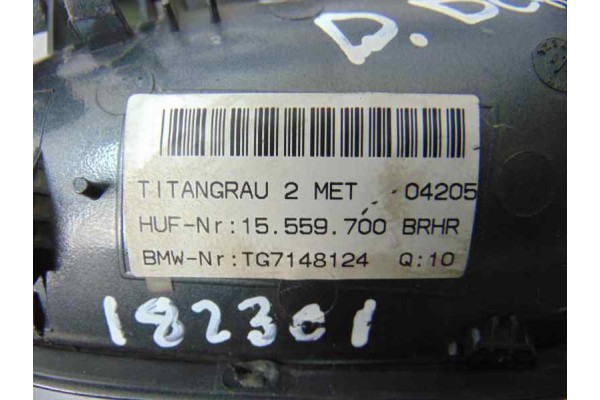 TITANGRAU 2 MET 04205
HUF-Nr:15.559.700 BRHR
BMW-Nr:TG7148124 Q:10
182301